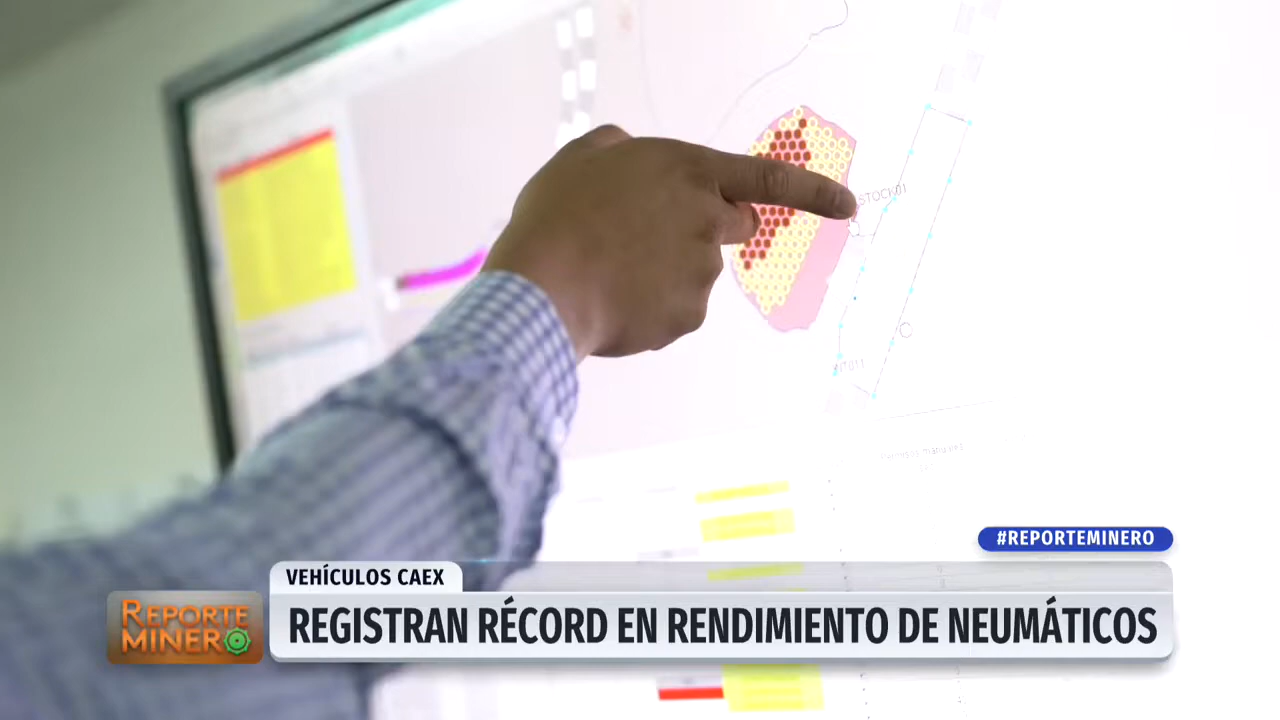 STOCK01
#REPORTEMINERO
VEHÍCULOS CAEX
REPORTE
MINERO
REGISTRAN RÉCORD EN RENDIMIENTO DE NEUMÁTICOS